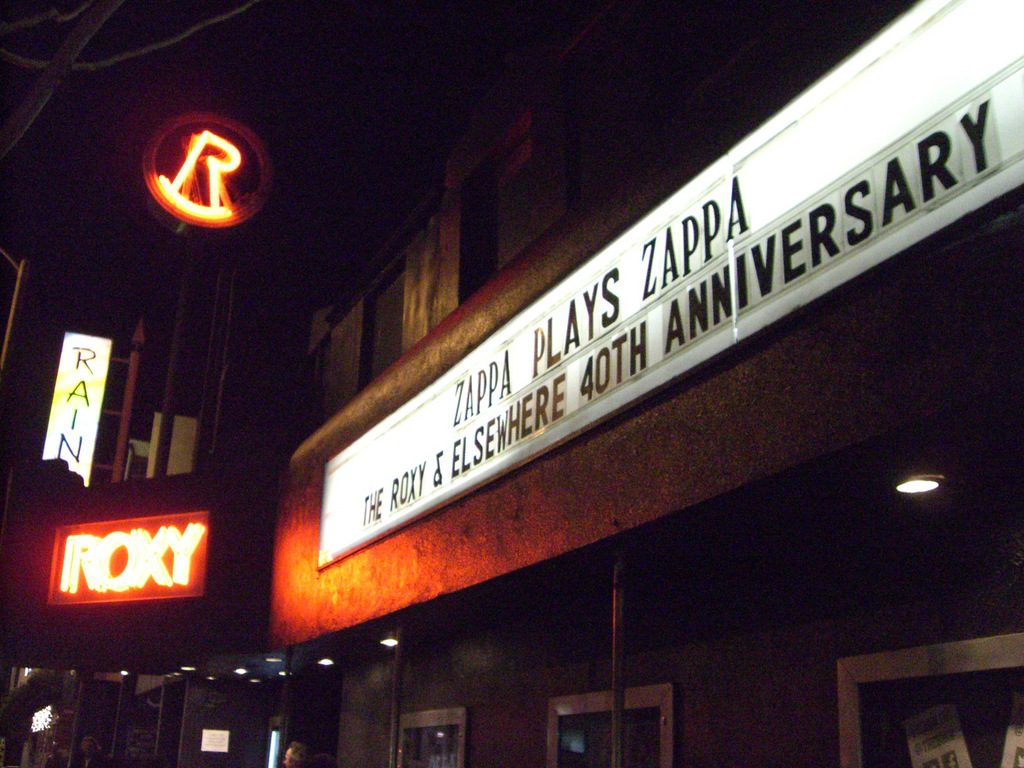 R
RAIN
ROXY
ZAPPA PLAYS ZAPPA
THE ROXY & ELSEWHERE 40TH ANNIVERSARY